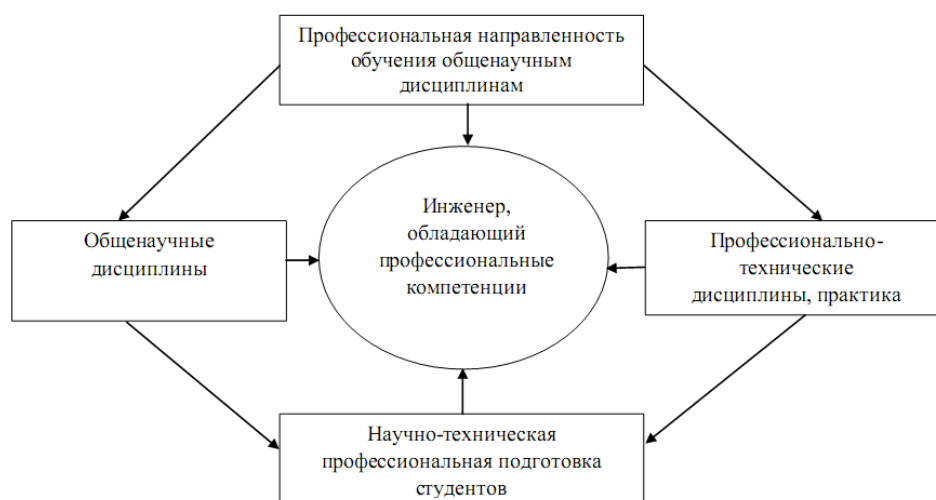 Профессиональная направленность
обучения общенаучным
дисциплинам
Инженер,
обладающий
профессиональные
компетенции
Общенаучные
дисциплины
Профессионально-
технические
дисциплины, практика
Научно-техническая
профессиональная подготовка
студентов